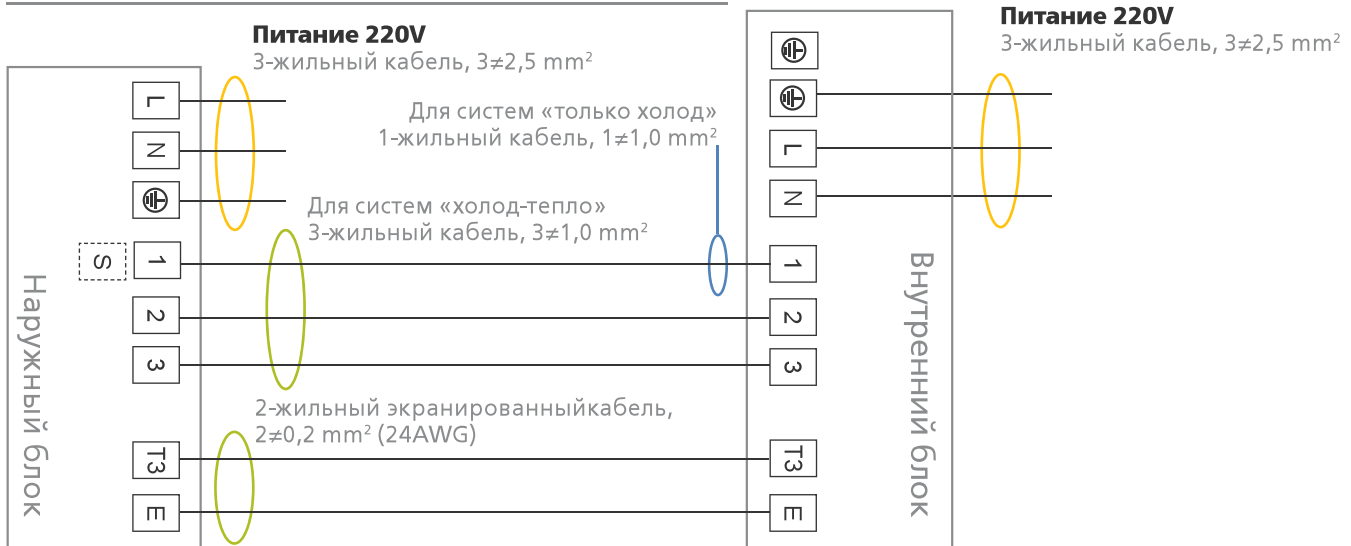 Питание 220V
3-жильный кабель, 3≠2,5 mm²
Питание 220V
3-жильный кабель, 3≠2,5 mm²
Для систем «только холод»
1-жильный кабель, 1≠1,0 mm²
Для систем «холод-тепло»
3-жильный кабель, 3≠1,0 mm²
2-жильный экранированныйкабель,
2≠0,2 mm² (24AWG)
Наружный блок
L
N
S
1
2
3
T3
E
Внутренний блок
L
N
1
2
3
T3
E